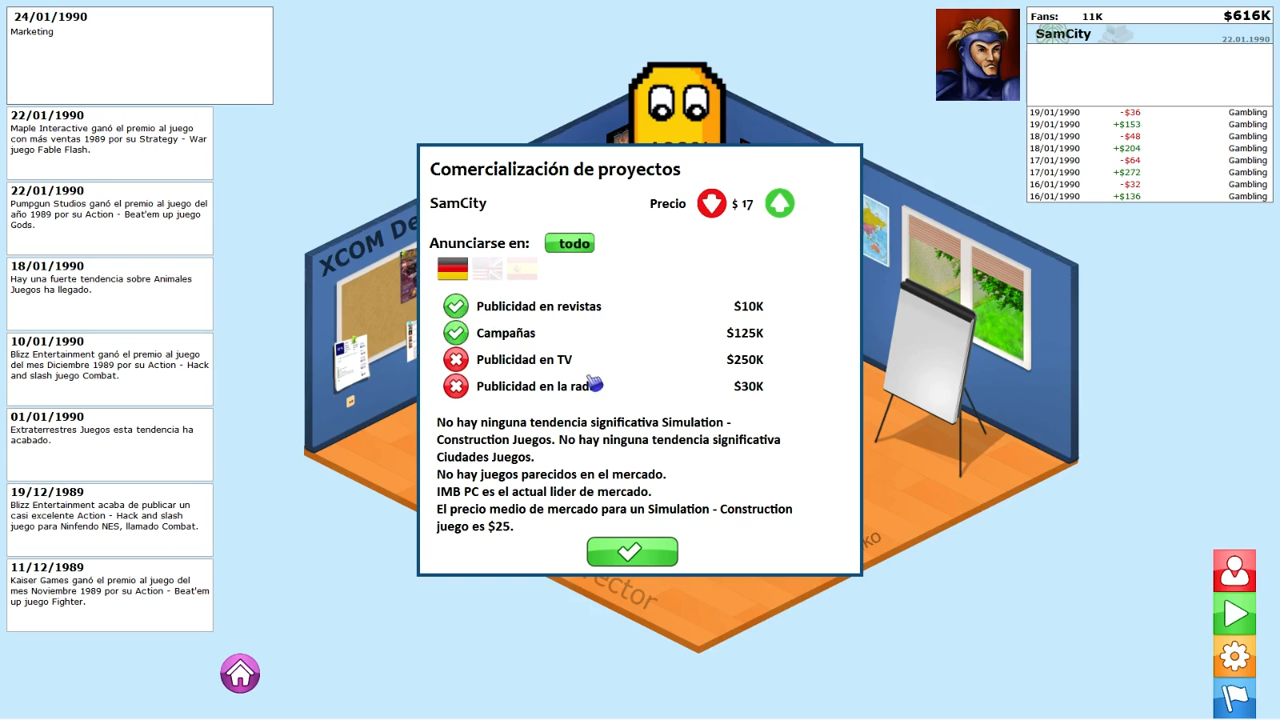 24/01/1990
Marketing
22/01/1990
Maple Interactive ganó el premio al juego
con más ventas 1989 por su Strategy - War
juego Fable Flash.
22/01/1990
Pumpgun Studios ganó el premio al juego del
año 1989 por su Action - Beat'em up juego
Gods.
18/01/1990
Hay una fuerte tendencia sobre Animales
Juegos ha llegado.
10/01/1990
Blizz Entertainment ganó el premio al juego
del mes Diciembre 1989 por su Action - Hack
and slash juego Combat.
01/01/1990
Extraterrestres Juegos esta tendencia ha
acabado.
19/12/1989
Blizz Entertainment acaba de publicar un
casi excelente Action - Hack and slash
juego para Ninfendo NES, llamado Combat.
11/12/1989
Kaiser Games ganó el premio al juego del
mes Noviembre 1989 por su Action - Beat'em
up juego Fighter.
XCOM De
Comercialización de proyectos
SamCity
Precio $ 17
Anunciarse en: todo
Publicidad en revistas $10K
Campañas $125K
Publicidad en TV $250K
Publicidad en la $30K
No hay ninguna tendencia significativa Simulation -
Construction Juegos. No hay ninguna tendencia significativa
Ciudades Juegos.
No hay juegos parecidos en el mercado.
IMB PC es el actual lider de mercado.
El precio medio de mercado para un Simulation - Construction
juego es $25.
Fans: 11K $616K
SamCity
22.01.1990
19/01/1990 -$36 Gambling
19/01/1990 +$153 Gambling
18/01/1990 -$48 Gambling
18/01/1990 +$204 Gambling
17/01/1990 -$64 Gambling
17/01/1990 +$272 Gambling
16/01/1990 -$32 Gambling
16/01/1990 +$136 Gambling